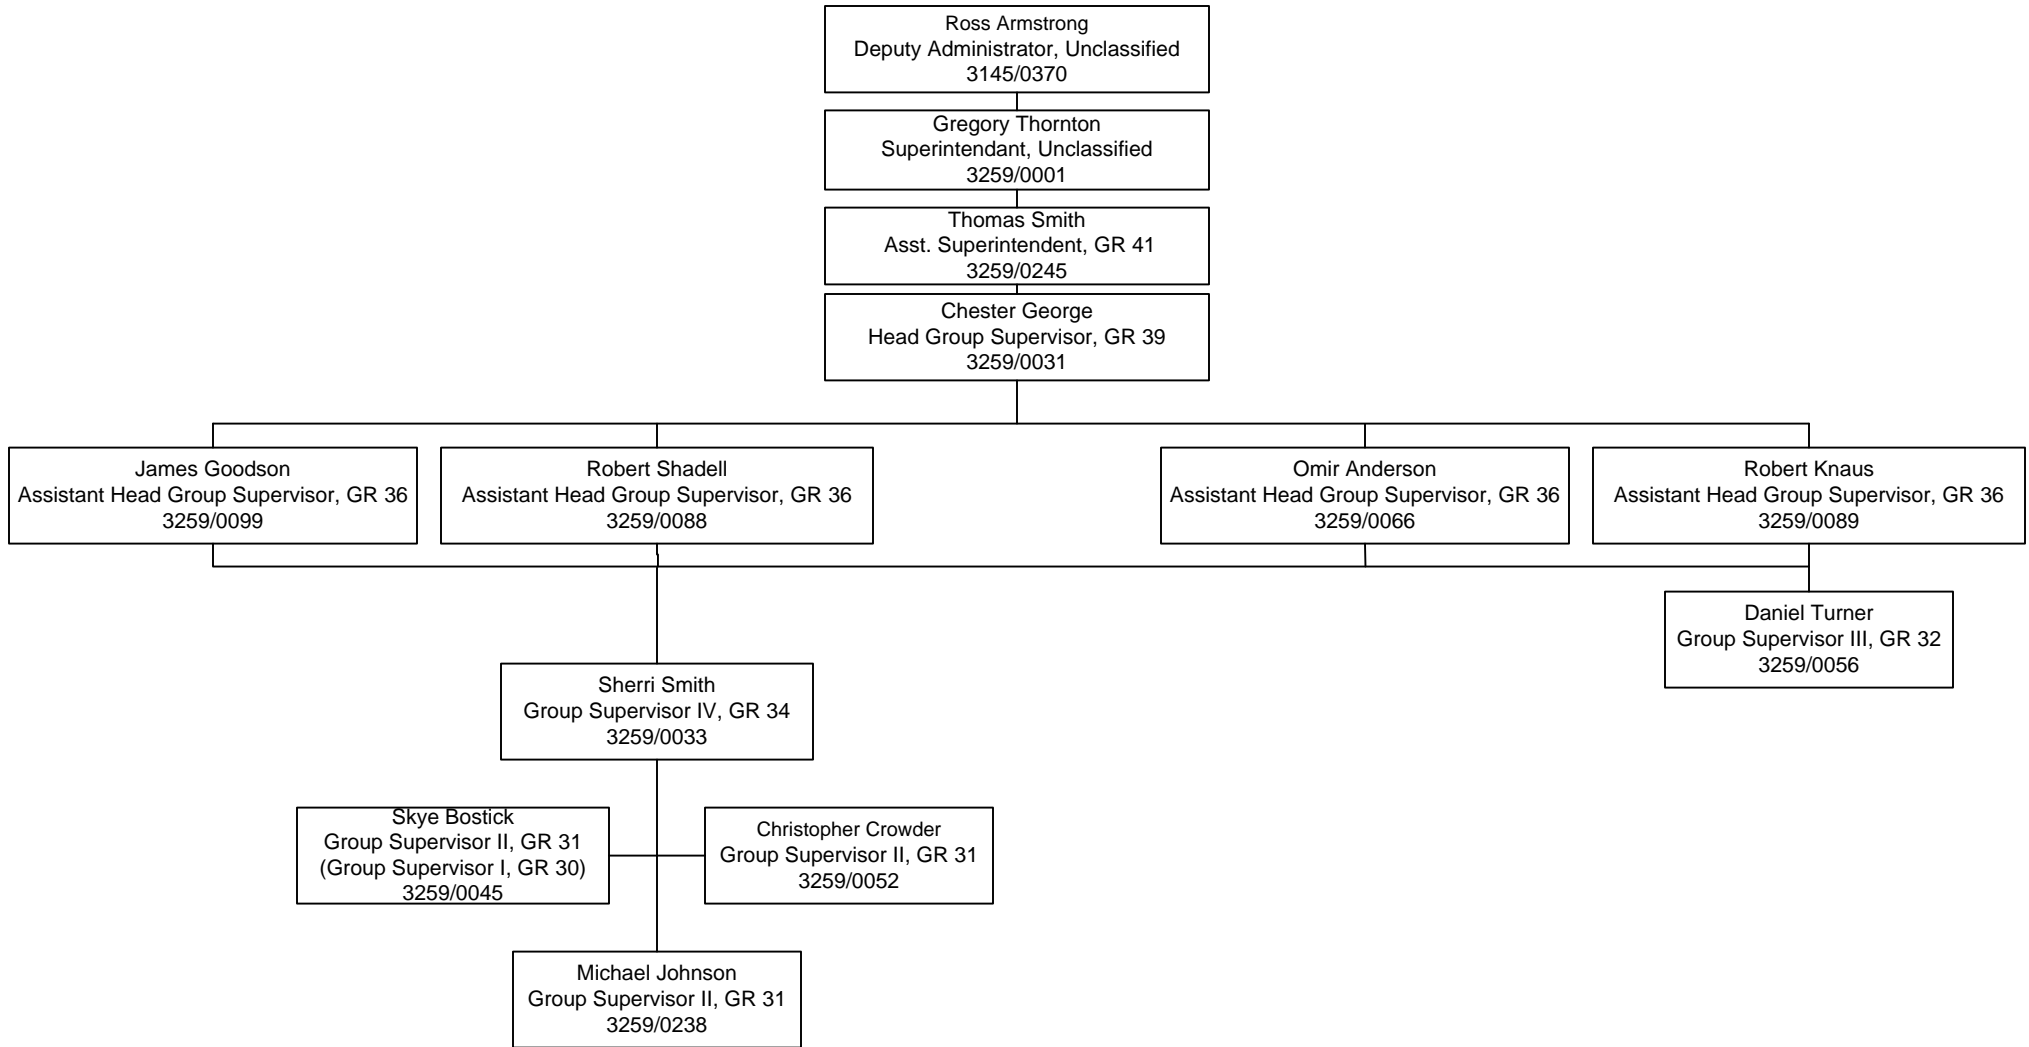 Ross Armstrong
Deputy Administrator, Unclassified
3145/0370
Gregory Thornton
Superintendant, Unclassified
3259/0001
Thomas Smith
Asst. Superintendent, GR 41
3259/0245
Chester George
Head Group Supervisor, GR 39
3259/0031
James Goodson
Assistant Head Group Supervisor, GR 36
3259/0099
Robert Shadell
Assistant Head Group Supervisor, GR 36
3259/0088
Omir Anderson
Assistant Head Group Supervisor, GR 36
3259/0066
Robert Knaus
Assistant Head Group Supervisor, GR 36
3259/0089
Daniel Turner
Group Supervisor III, GR 32
3259/0056
Sherri Smith
Group Supervisor IV, GR 34
3259/0033
Skye Bostick
Group Supervisor II, GR 31
(Group Supervisor I, GR 30)
3259/0045
Christopher Crowder
Group Supervisor II, GR 31
3259/0052
Michael Johnson
Group Supervisor II, GR 31
3259/0238